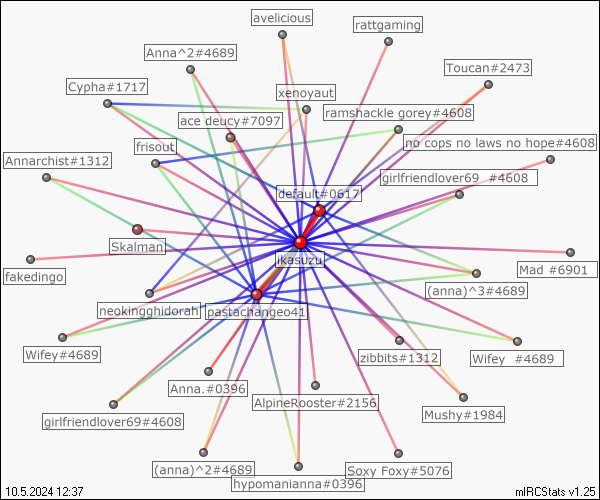 avelicious
rattgaming
Anna^2#4689
Toucan#2473
Cypha#1717
xenoyaut
ace deucy#7097
ramshackle gorey#4608
frisout
no cops no laws no hope#4608
Annarchist#1312
girlfriendlover69_#4608
default#0617
Skalman
ikasuzu
fakedingo
Mad_#6901
(anna)^3#4689
neokingghidorah
pastachangeo41
Wifey#4689
zibbits#1312
Wifey__#4689
Anna.#0396
AlpineRooster#2156
Mushy#1984
girlfriendlover69#4608
(anna)^2#4689
Soxy Foxy#5076
hypomanianna#0396
10.5.2024 12:37
mIRCStats v1.25